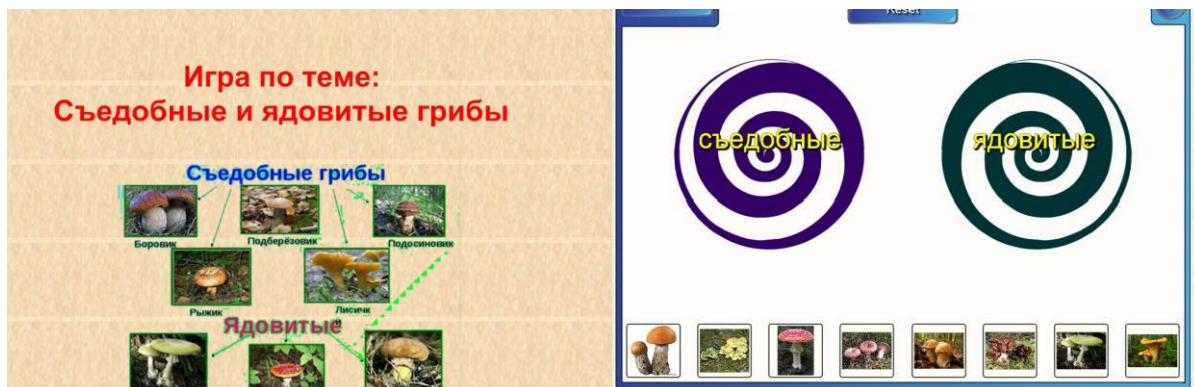 Игра по теме:
Съедобные и ядовитые грибы
Съедобные грибы
Боровик
Подберёзовик
Подосиновик
Рыжик
Лисичк
и
Ядовитые
Reset
съедобные
ядовитые